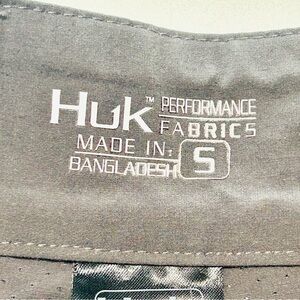 HUK™ PERFORMANCE
FABRICS
MADE IN:
BANGLADESH S